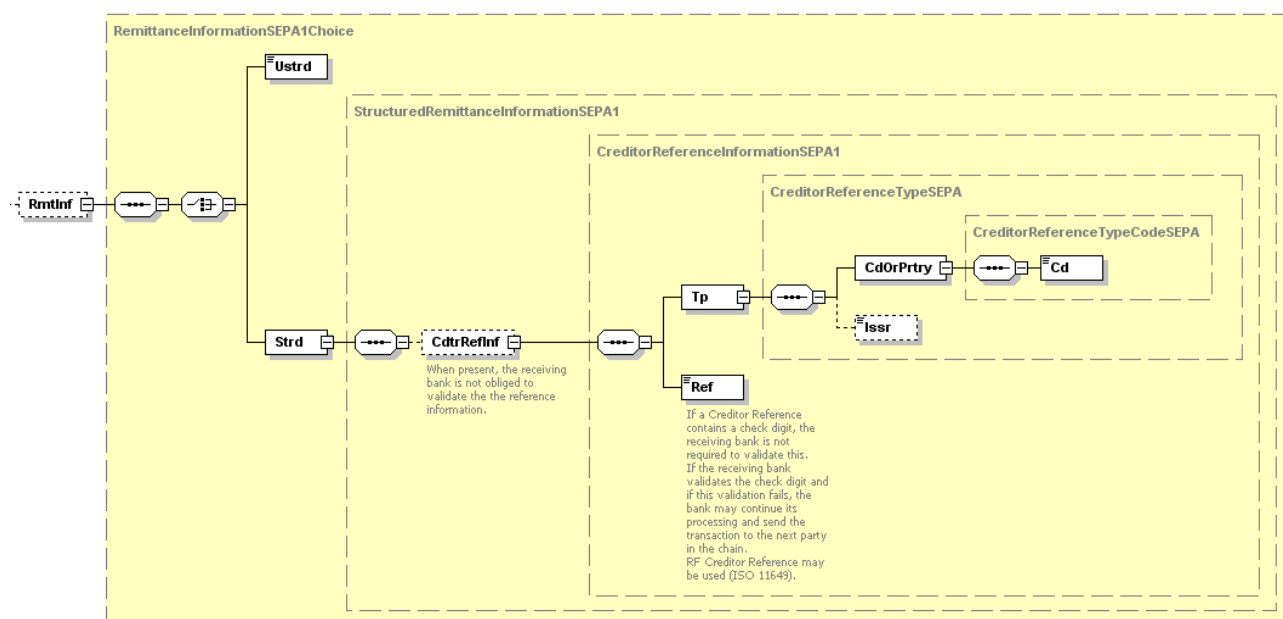 RemittanceInformationSEPA1Choice
Ustrd
StructuredRemittanceInformationSEPA1
CreditorReferenceInformationSEPA1
CreditorReferenceTypeSEPA
RmtInf
CreditorReferenceTypeCodeSEPA
CdOrPrtry
Cd
Tp
Issr
Strd
CdtrRefInf
When present, the receiving
bank is not obliged to
validate the the reference
information.
Ref
If a Creditor Reference
contains a check digit, the
receiving bank is not
required to validate this.
If the receiving bank
validates the check digit and
if this validation fails, the
bank may continue its
processing and send the
transaction to the next party
in the chain.
RF Creditor Reference may
be used (ISO 11649).